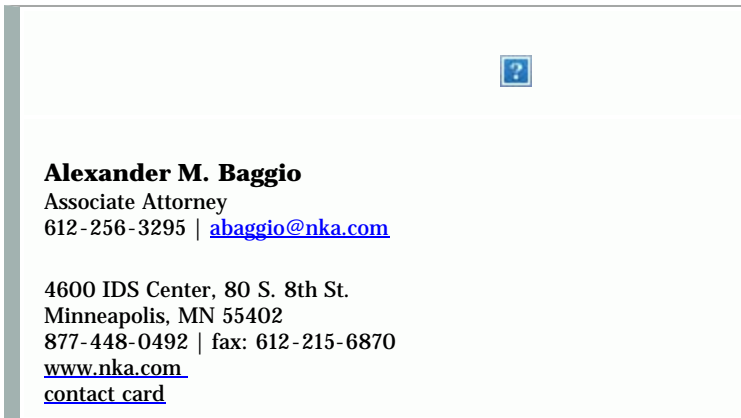 Alexander M. Baggio
Associate Attorney
612-256-3295 | abaggio@nka.com
4600 IDS Center, 80 S. 8th St.
Minneapolis, MN 55402
877-448-0492 | fax: 612-215-6870
www.nka.com
contact card